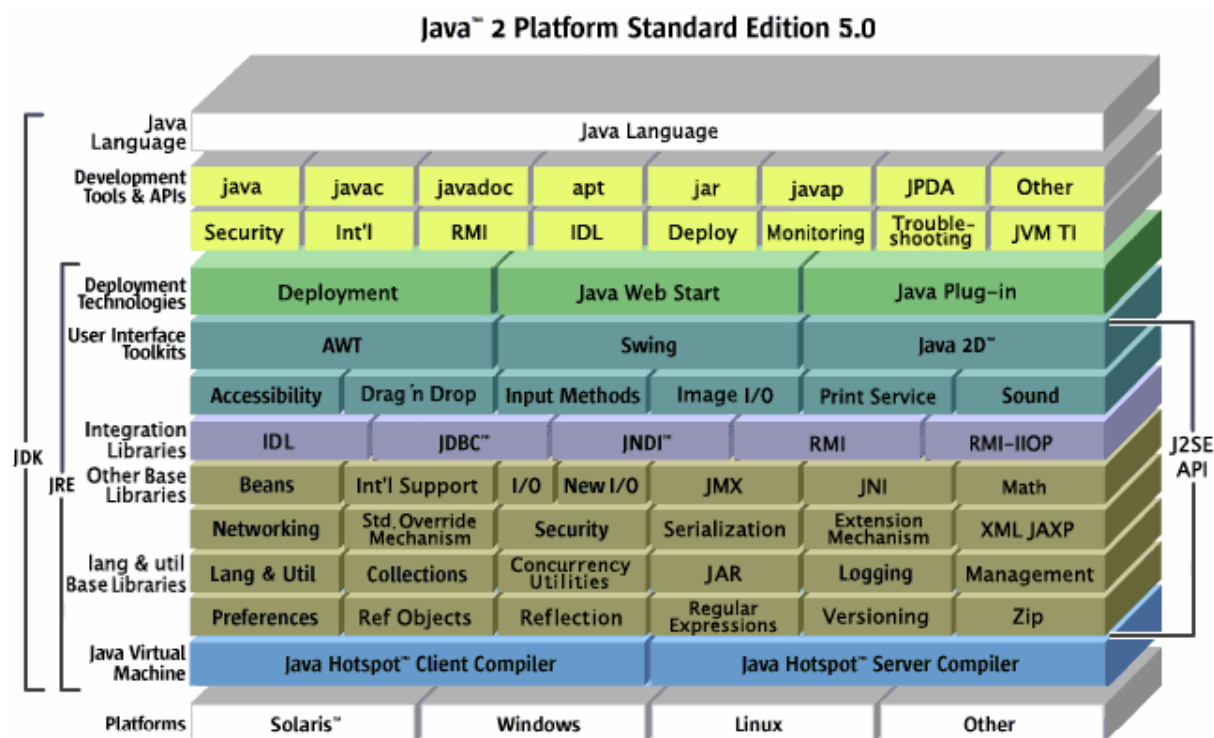 Java™ 2 Platform Standard Edition 5.0
Java
Language
Java Language
Development
Tools & APIs
java javac javadoc apt jar javap JPDA Other
Security Int'l RMI IDL Deploy Monitoring Trouble-
shooting JVM TI
Deployment
Technologies
Deployment Java Web Start Java Plug-in
User Interface
Toolkits
AWT Swing Java 2D™
Accessibility Drag 'n Drop Input Methods Image I/O Print Service Sound
Integration
Libraries
IDL JDBC™ JNDI™ RMI RMI-IIOP
JDK
JRE
J2SE
API
Other Base
Libraries
Beans Int'l Support I/O New I/O JMX JNI Math
Networking Std. Override
Mechanism Security Serialization Extension
Mechanism XML JAXP
lang & util
Base Libraries
Lang & Util Collections Concurrency
Utilities JAR Logging Management
Preferences Ref Objects Reflection Regular
Expressions Versioning Zip
Java Virtual
Machine
Java Hotspot™ Client Compiler Java Hotspot™ Server Compiler
Platforms
Solaris™ Windows Linux Other